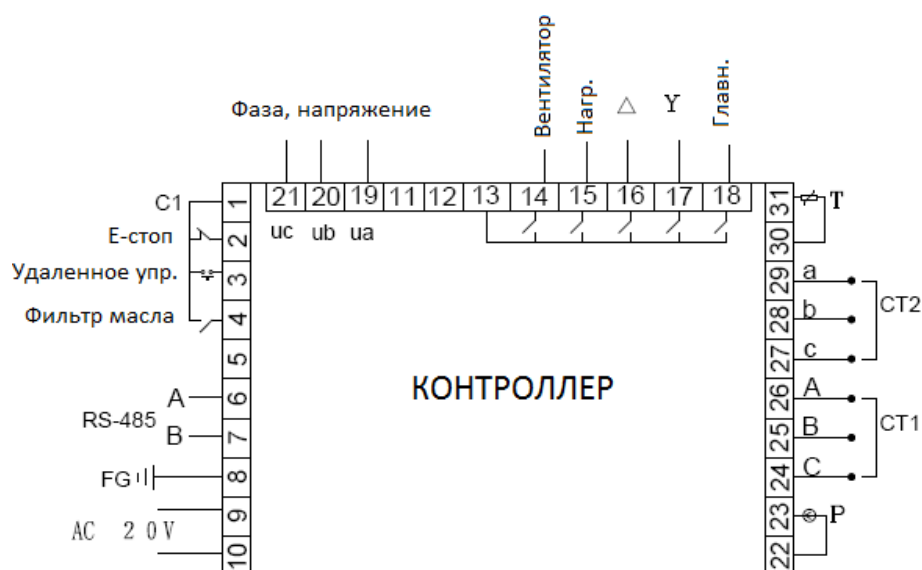 Фаза, напряжение
Вентилятор
Нагр.
△
Y
Главн.
21 20 19 11 12 13 14 15 16 17 18
uc ub ua
C1 1
E-стоп 2
Удаленное упр. 3
Фильтр масла 4
5
RS-485
A 6
B 7
FG 8
AC 2 0V
9
10
КОНТРОЛЛЕР
31 T
30
29 a
28 b
27 c
CT2
26 A
25 B
24 C
CT1
23 P
22